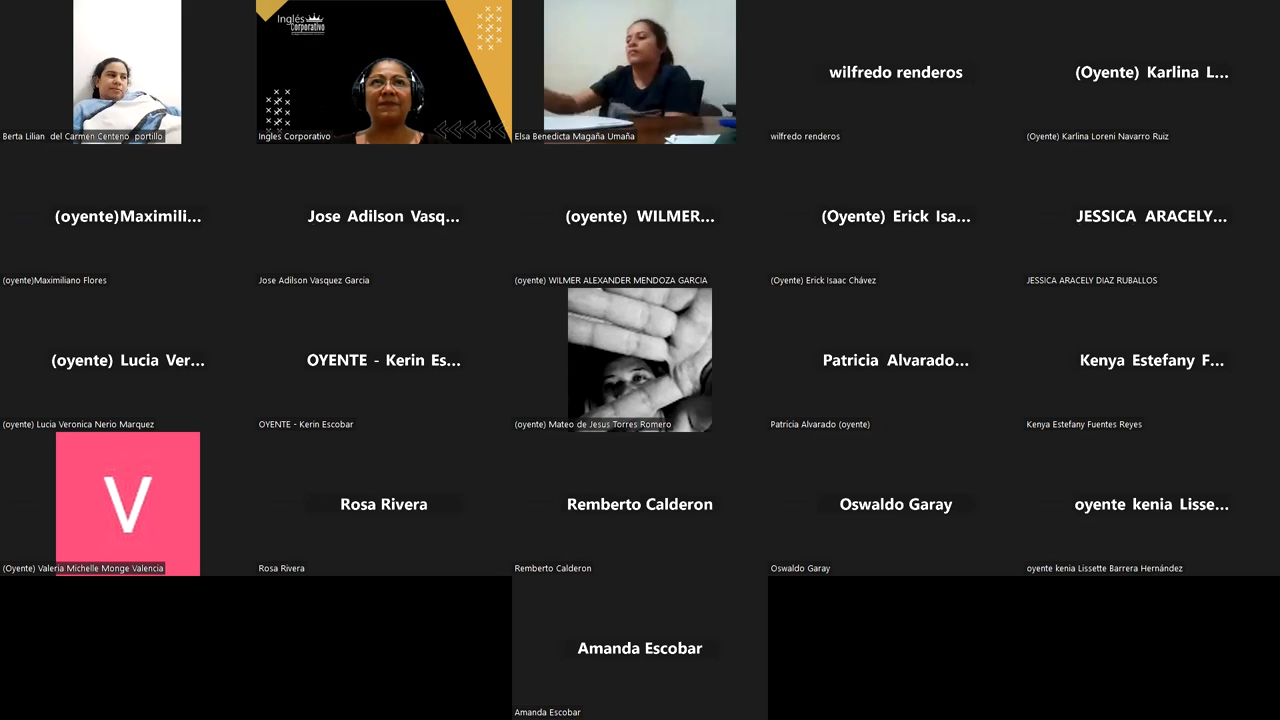 Inglés
Corporativo
Berta Lilian del Carmen Centeno portillo
Ingles Corporativo
Elsa Benedicta Magaña Umaña
wilfredo renderos
wilfredo renderos
(Oyente) Karlina L...
(Oyente) Karlina Loreni Navarro Ruiz
(oyente)Maximili...
(oyente)Maximiliano Flores
Jose Adilson Vasq...
Jose Adilson Vasquez Garcia
(oyente) WILMER...
(oyente) WILMER ALEXANDER MENDOZA GARCIA
(Oyente) Erick Isa...
(Oyente) Erick Isaac Chávez
JESSICA ARACELY...
JESSICA ARACELY DIAZ RUBALLOS
(oyente) Lucia Ver...
(oyente) Lucia Veronica Nerio Marquez
OYENTE - Kerin Es...
OYENTE - Kerin Escobar
(oyente) Mateo de Jesus Torres Romero
Patricia Alvarado...
Patricia Alvarado (oyente)
Kenya Estefany F...
Kenya Estefany Fuentes Reyes
V
(Oyente) Valeria Michelle Monge Valencia
Rosa Rivera
Rosa Rivera
Remberto Calderon
Remberto Calderon
Oswaldo Garay
Oswaldo Garay
oyente kenia Lisse...
oyente kenia Lissette Barrera Hernández
Amanda Escobar
Amanda Escobar